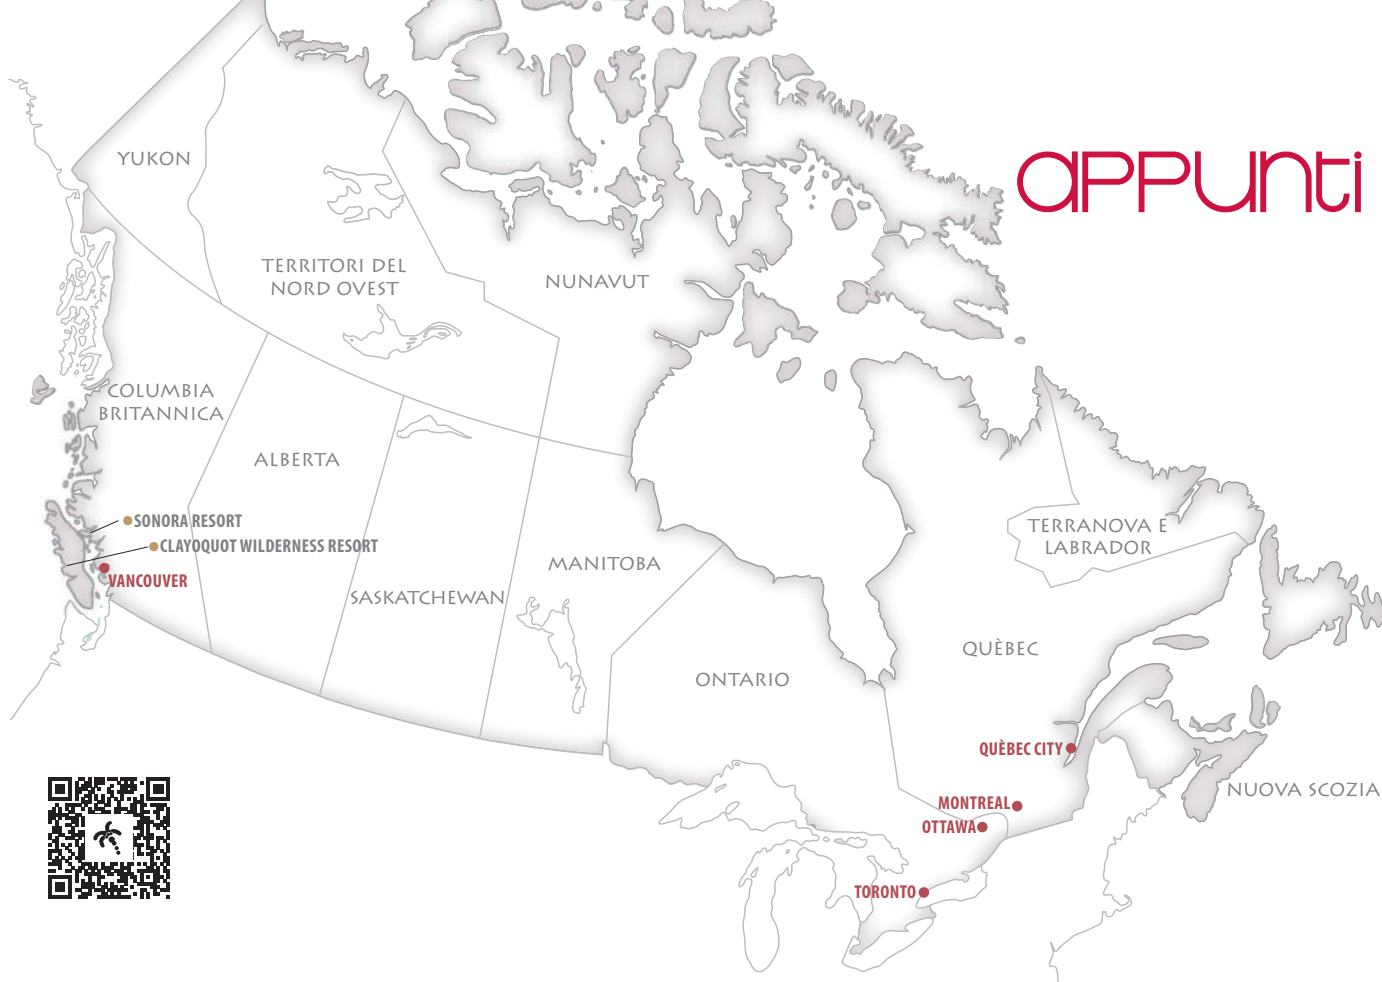 appunti
YUKON
TERRITORI DEL
NORD OVEST
NUNAVUT
COLUMBIA
BRITANNICA
ALBERTA
SONORA RESORT
CLAYOQUOT WILDERNESS RESORT
VANCOUVER
SASKATCHEWAN
MANITOBA
TERRANOVA E
LABRADOR
QUÈBEC
ONTARIO
QUÈBEC CITY
NUOVA SCOZIA
MONTREAL
OTTAWA
TORONTO